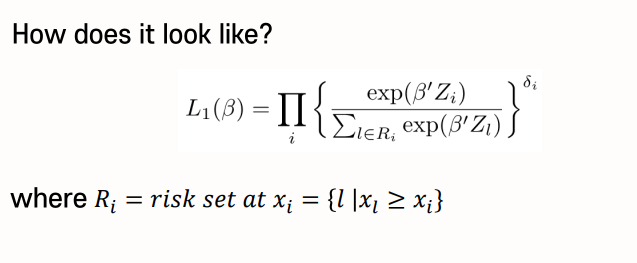 How does it look like?
L₁(β) = ∏ᵢ { exp(β′Zᵢ) / ∑_{l∈Rᵢ} exp(β′Zₗ) }^{δᵢ}
where Rᵢ = risk set at xᵢ = {l |xₗ ≥ xᵢ}